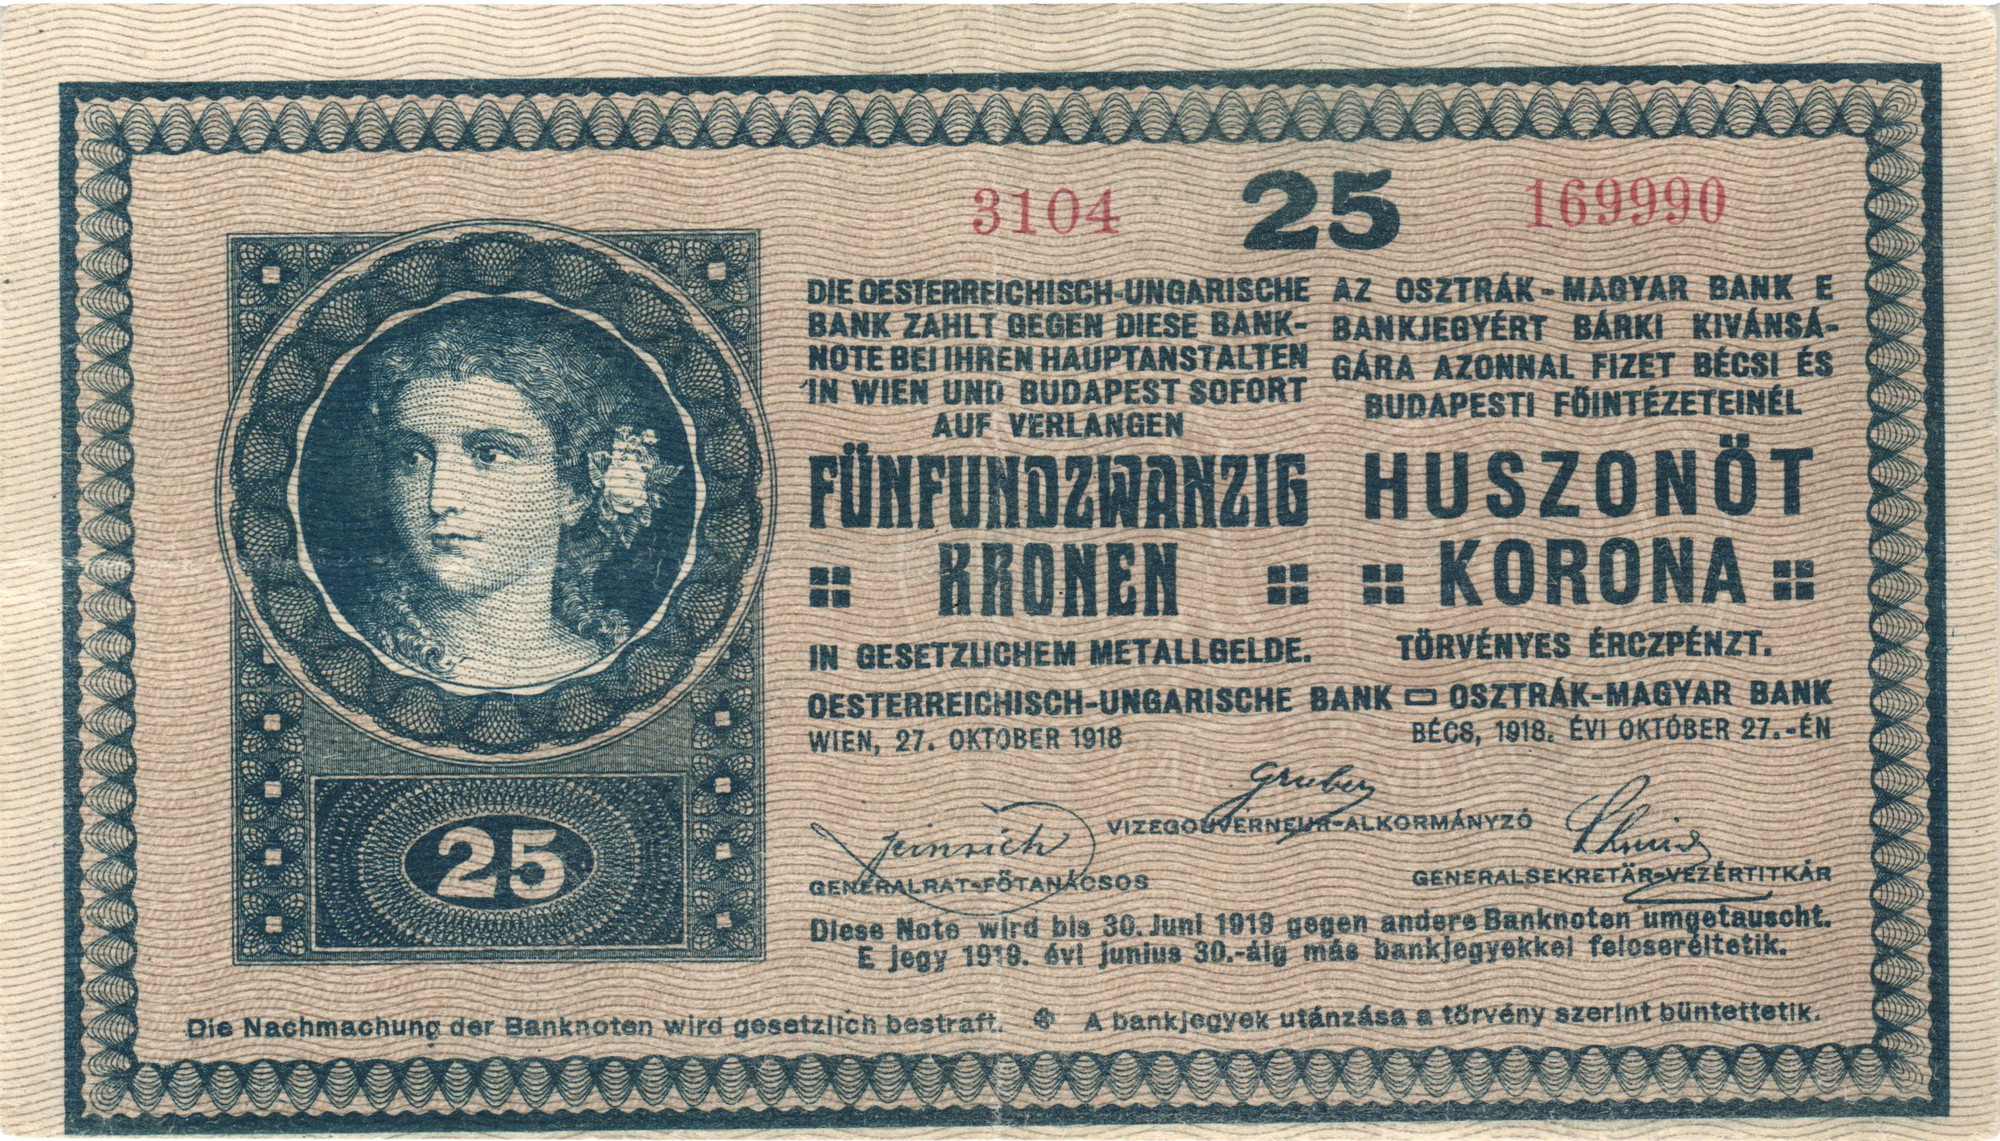 3104 25 169990
DIE OESTERREICHISCH-UNGARISCHE
BANK ZAHLT GEGEN DIESE BANK-
NOTE BEI IHREN HAUPTANSTALTEN
IN WIEN UND BUDAPEST SOFORT
AUF VERLANGEN
FÜNFUNDZWANZIG
KRONEN
IN GESETZLICHEM METALLGELDE.
AZ OSZTRÁK-MAGYAR BANK E
BANKJEGYÉRT BÁRKI KIVÁNSÁ-
GÁRA AZONNAL FIZET BÉCSI ÉS
BUDAPESTI FŐINTÉZETEINÉL
HUSZONÖT
KORONA
TÖRVÉNYES ÉRCZPÉNZT.
OESTERREICHISCH-UNGARISCHE BANK OSZTRÁK-MAGYAR BANK
WIEN, 27. OKTOBER 1918 BÉCS, 1918. ÉVI OKTÓBER 27.-ÉN
Gruber
VIZEGOUVERNEUR-ALKORMÁNYZÓ
GENERALRAT-FŐTANÁCSOS
GENERALSEKRETÄR-VEZÉRTITKÁR
25
Diese Note wird bis 30. Juni 1919 gegen andere Banknoten umgetauscht.
E jegy 1919. évi junius 30.-áig más bankjegyekkel felcseréltetik.
Die Nachmachung der Banknoten wird gesetzlich bestraft. A bankjegyek utánzása a törvény szerint büntettetik.